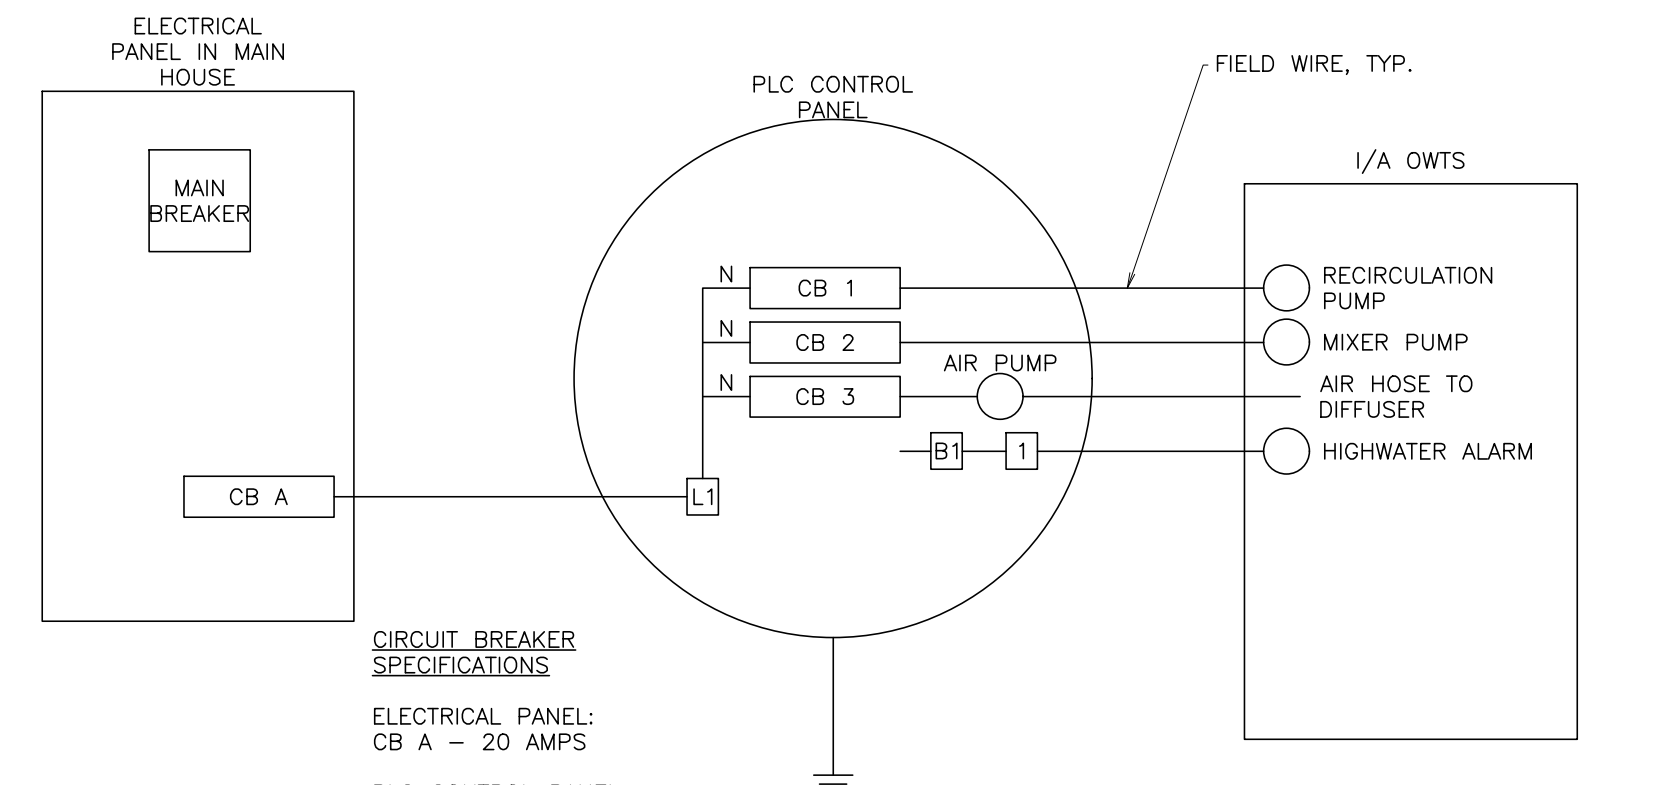 ELECTRICAL
PANEL IN MAIN
HOUSE
MAIN
BREAKER
CB A
PLC CONTROL
PANEL
N
CB 1
N
CB 2
N
CB 3
AIR PUMP
B1
1
L1
FIELD WIRE, TYP.
I/A OWTS
RECIRCULATION
PUMP
MIXER PUMP
AIR HOSE TO
DIFFUSER
HIGHWATER ALARM
CIRCUIT BREAKER
SPECIFICATIONS
ELECTRICAL PANEL:
CB A – 20 AMPS